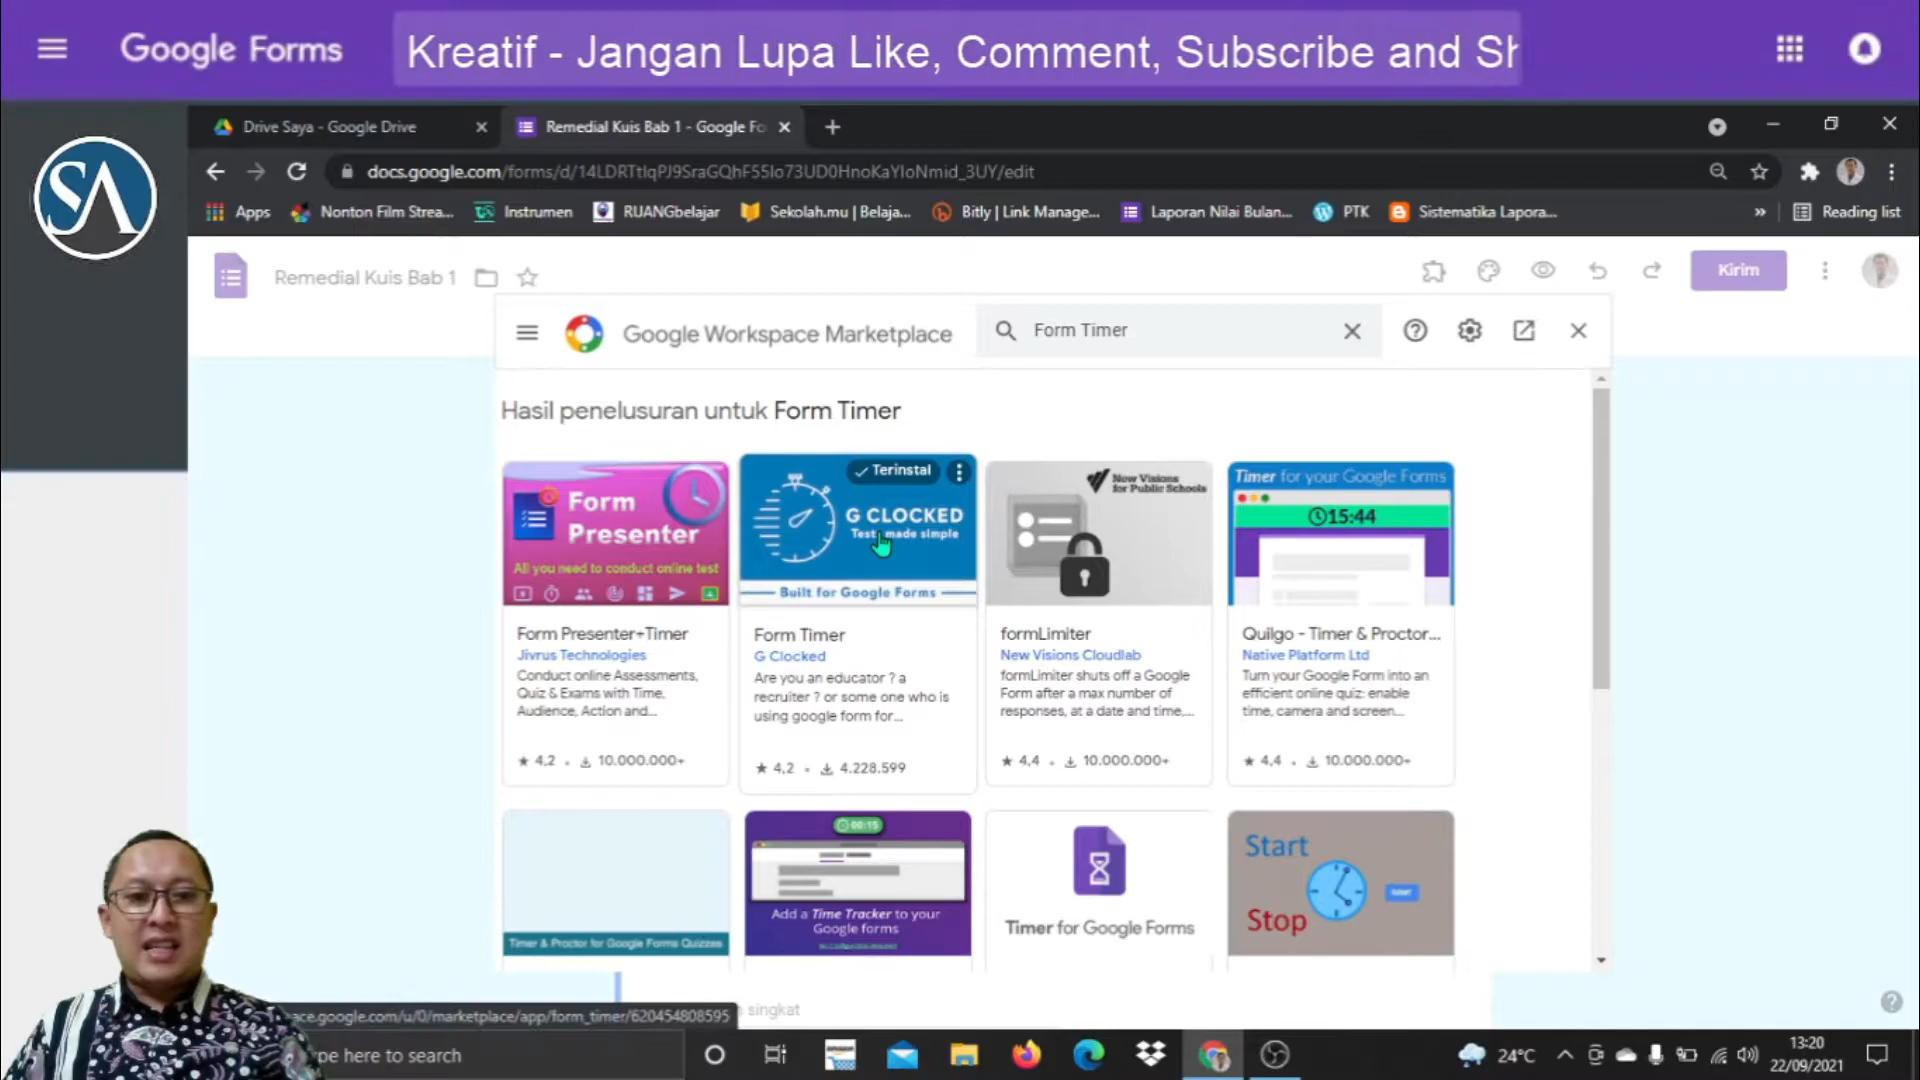 Google Forms
Kreatif - Jangan Lupa Like, Comment, Subscribe and Sh
SA
Drive Saya - Google Drive
Remedial Kuis Bab 1 - Google Fo
docs.google.com/forms/d/14LDRTtIqPJ9SraGQhF55Io73UD0HnoKaYIoNmid_3UY/edit
Apps
Nonton Film Strea...
Instrumen
RUANGbelajar
Sekolah.mu | Belaja...
Bitly | Link Manage...
Laporan Nilai Bulan...
PTK
Sistematika Lapora...
»
Reading list
Remedial Kuis Bab 1
Kirim
Google Workspace Marketplace
Form Timer
Hasil penelusuran untuk Form Timer
Form
Presenter
All you need to conduct online test
Form Presenter+Timer
Jivrus Technologies
Conduct online Assessments,
Quiz & Exams with Time,
Audience, Action and...
4,2
10.000.000+
Terinstal
G CLOCKED
Test made simple
Built for Google Forms
Form Timer
G Clocked
Are you an educator ? a
recruiter ? or some one who is
using google form for...
4,2
4.228.599
New Visions
for Public Schools
formLimiter
New Visions Cloudlab
formLimiter shuts off a Google
Form after a max number of
responses, at a date and time,...
4,4
10.000.000+
Timer for your Google Forms
15:44
Quilgo - Timer & Proctor...
Native Platform Ltd
Turn your Google Form into an
efficient online quiz: enable
time, camera and screen...
4,4
10.000.000+
Timer & Proctor for Google Forms Quizzes
00:15
Add a Time Tracker to your
Google forms
Timer for Google Forms
Start
Stop
singkat
ace.google.com/u/0/marketplace/app/form_timer/620454808595
pe here to search
24°C
13:20
22/09/2021